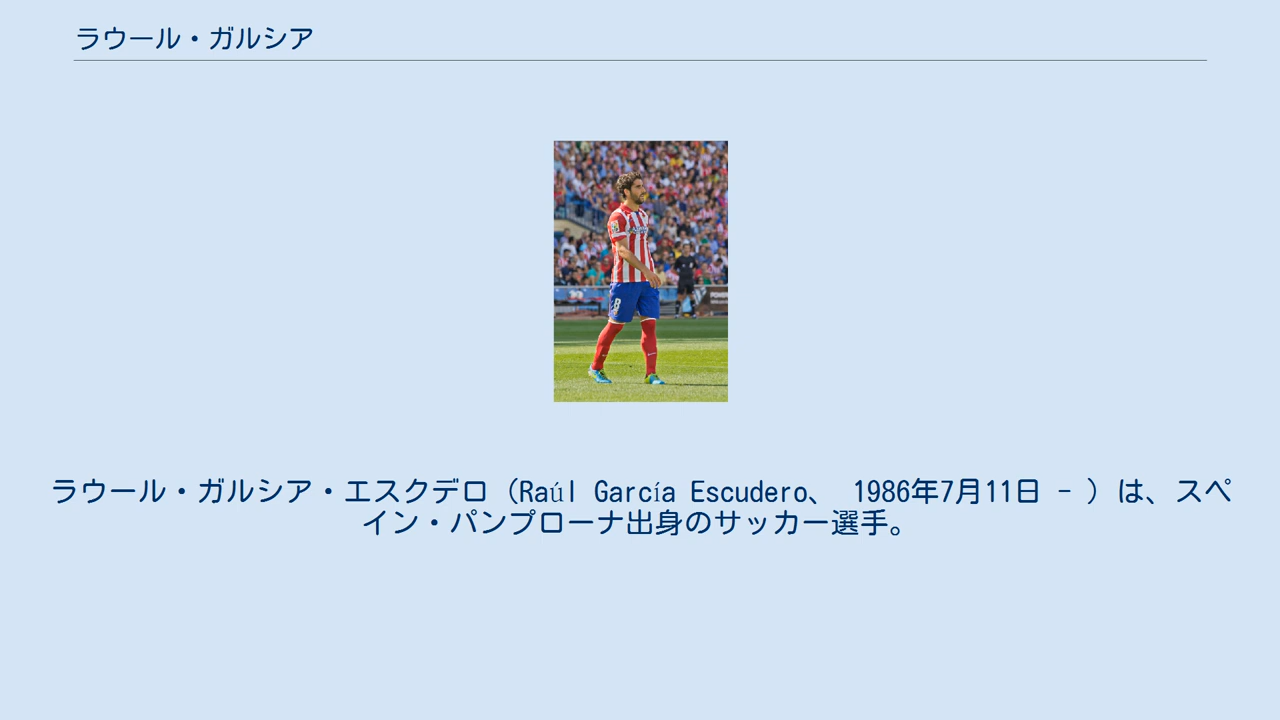 ラウール・ガルシア
8
ラウール・ガルシア・エスクデロ（Raúl García Escudero、 1986年7月11日 - ）は、スペ
イン・パンプローナ出身のサッカー選手。